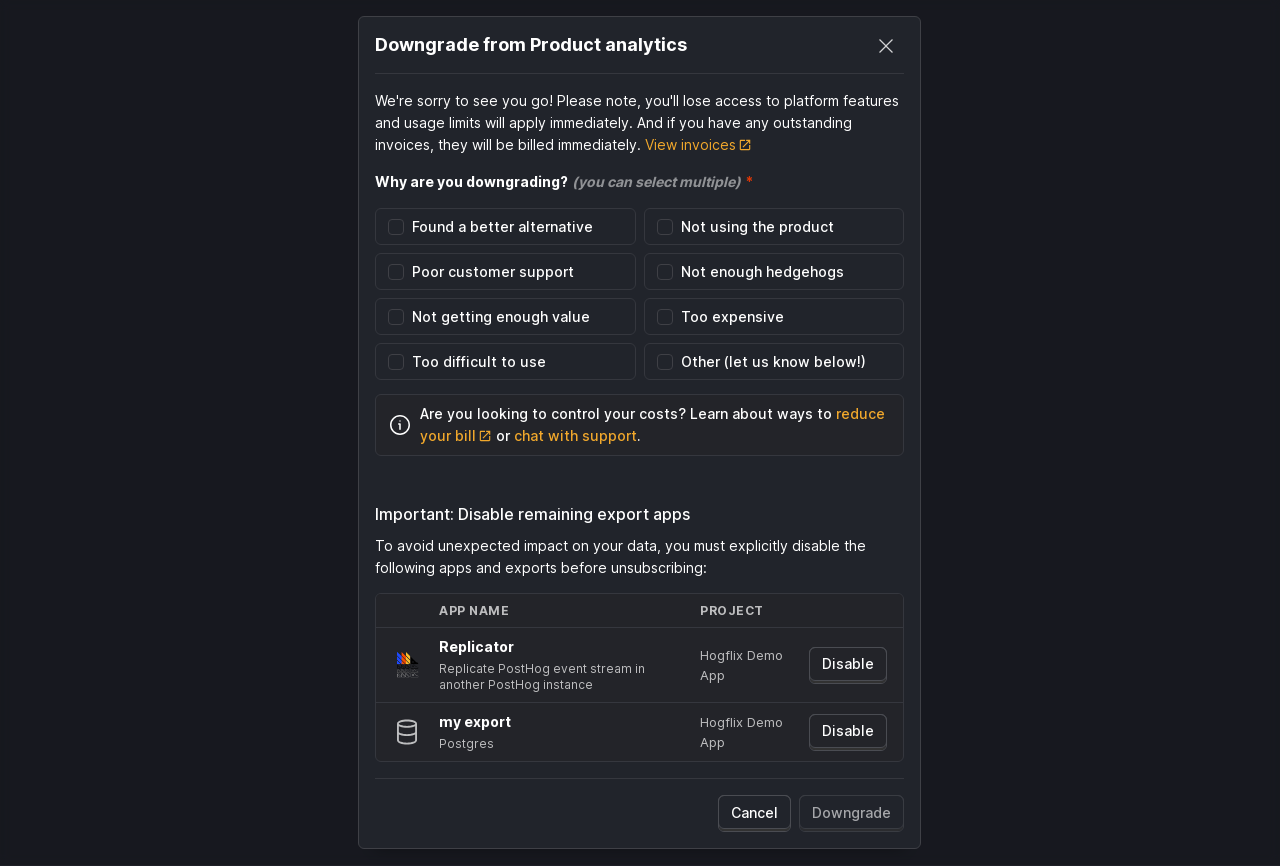 Downgrade from Product analytics
We're sorry to see you go! Please note, you'll lose access to platform features
and usage limits will apply immediately. And if you have any outstanding
invoices, they will be billed immediately. View invoices
Why are you downgrading? (you can select multiple) *
Found a better alternative
Not using the product
Poor customer support
Not enough hedgehogs
Not getting enough value
Too expensive
Too difficult to use
Other (let us know below!)
Are you looking to control your costs? Learn about ways to reduce
your bill or chat with support.
Important: Disable remaining export apps
To avoid unexpected impact on your data, you must explicitly disable the
following apps and exports before unsubscribing:
APP NAME
PROJECT
Replicator
Replicate PostHog event stream in
another PostHog instance
Hogflix Demo
App
Disable
my export
Postgres
Hogflix Demo
App
Disable
Cancel
Downgrade